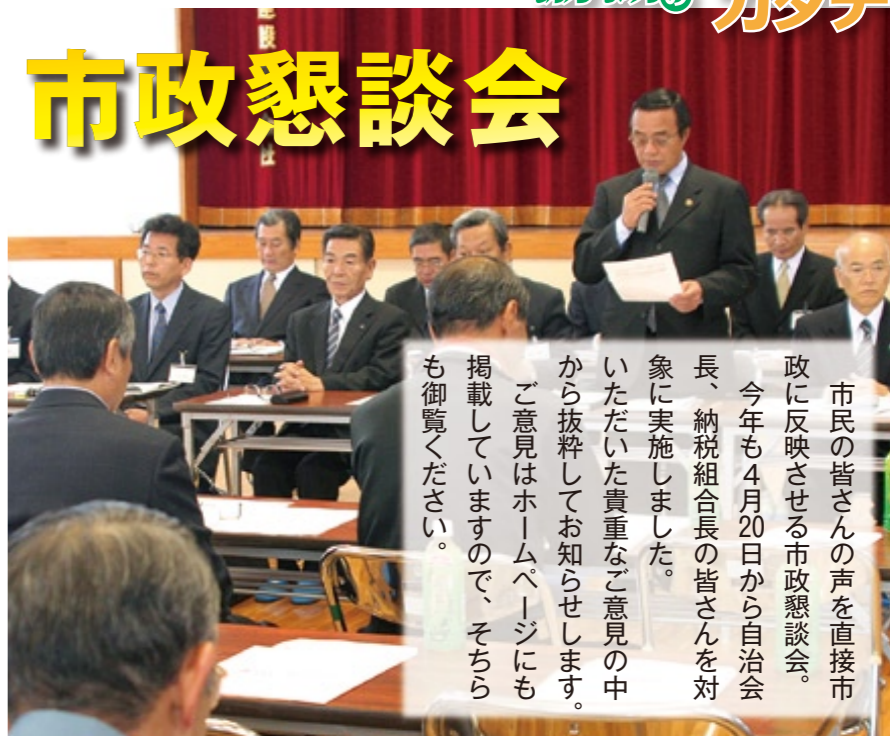 カタチ
市政懇談会
市民の皆さんの声を直接市
政に反映させる市政懇談会。
今年も4月20日から自治会
長、納税組合長の皆さんを対
象に実施しました。
いただいた貴重なご意見の中
から抜粋してお知らせします。
ご意見はホームページにも
掲載していますので、そちら
も御覧ください。